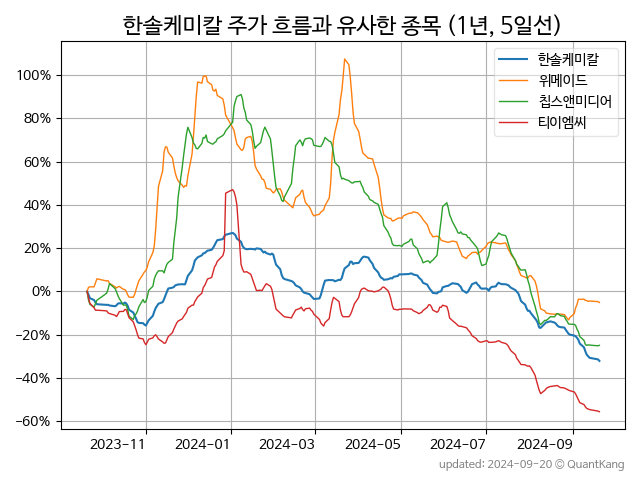 한솔케미칼 주가 흐름과 유사한 종목 (1년, 5일선)
한솔케미칼
위메이드
칩스앤미디어
티이엠씨
100%
80%
60%
40%
20%
0%
−20%
−40%
−60%
2023-11 2024-01 2024-03 2024-05 2024-07 2024-09
updated: 2024-09-20 © QuantKang